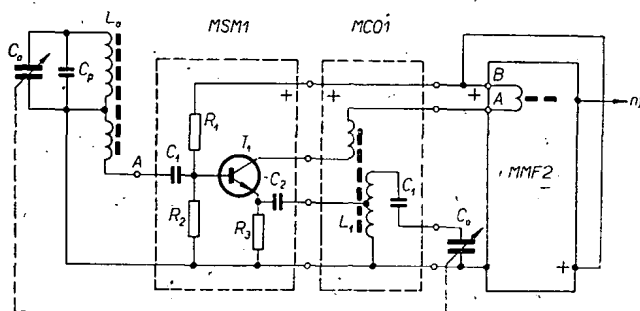 MSM1 MCO1
L₀
C₀ Cₚ
B
A
R₁
MMF2
T₁
A C₁
C₂ C₁
R₂ R₃ L₁ C₀
+ + + +